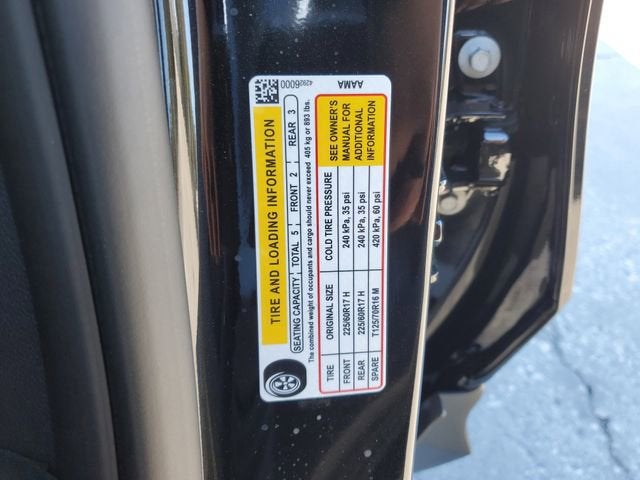 TIRE AND LOADING INFORMATION
SEATING CAPACITY TOTAL 5 FRONT 2 REAR 3
The combined weight of occupants and cargo should never exceed 405 kg or 893 lbs.
TIRE ORIGINAL SIZE COLD TIRE PRESSURE
FRONT 225/60R17 H 240 kPa, 35 psi
REAR 225/60R17 H 240 kPa, 35 psi
SPARE T125/70R16 M 420 kPa, 60 psi
SEE OWNER'S
MANUAL FOR
ADDITIONAL
INFORMATION
42926000
AAMA